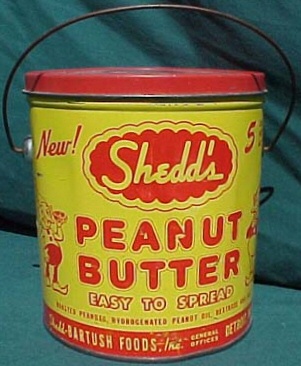 New!
Shedd's
5
PEANUT
BUTTER
EASY TO SPREAD
ROASTED PEANUTS, HYDROGENATED PEANUT OIL, DEXTROSE
Shedd-BARTUSH FOODS, Inc. GENERAL OFFICES DETROIT